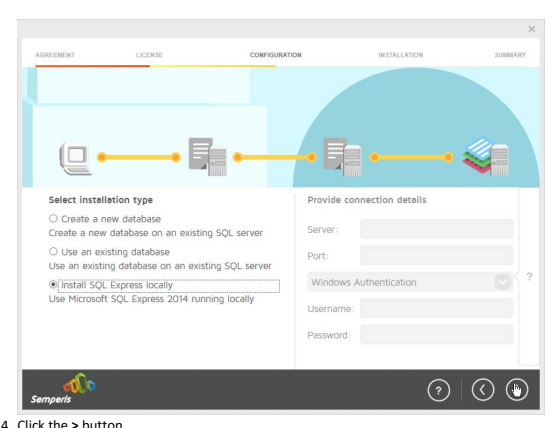 ×
AGREEMENT LICENSE CONFIGURATION INSTALLATION SUMMARY
Select installation type
Create a new database
Create a new database on an existing SQL server
Use an existing database
Use an existing database on an existing SQL server
Install SQL Express locally
Use Microsoft SQL Express 2014 running locally
Provide connection details
Server:
Port:
Windows Authentication
?
Username:
Password:
Semperis
? <
4. Click the > button